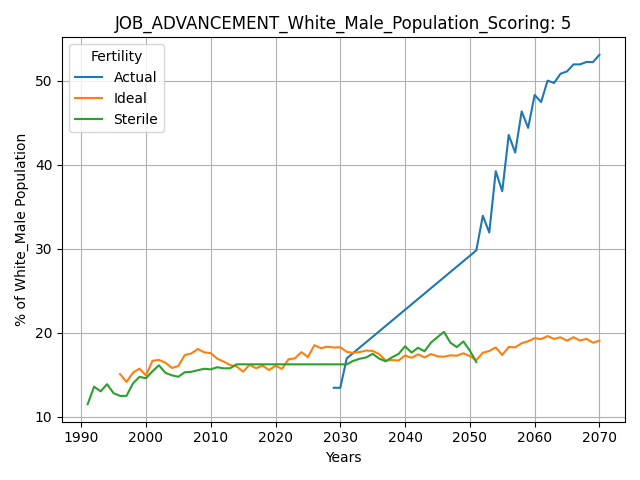 JOB_ADVANCEMENT_White_Male_Population_Scoring: 5
Fertility
Actual
Ideal
Sterile
% of White_Male Population
50
40
30
20
10
1990 2000 2010 2020 2030 2040 2050 2060 2070
Years